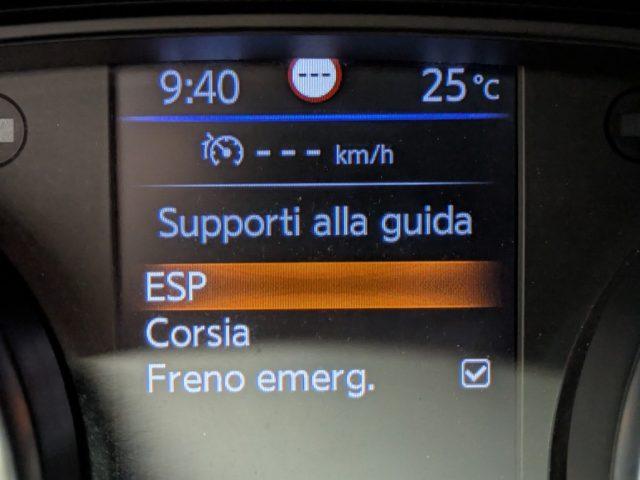 9:40 --- 25°C
--- km/h
Supporti alla guida
ESP
Corsia
Freno emerg.